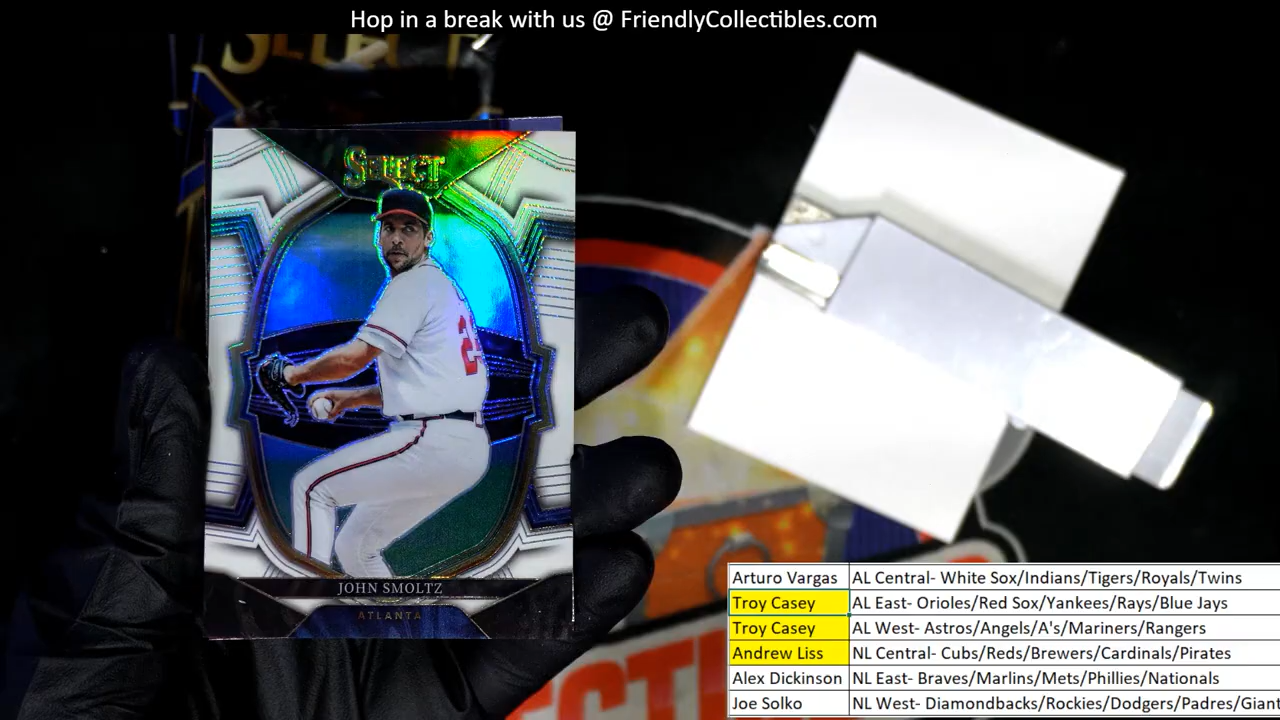 Hop in a break with us @ FriendlyCollectibles.com
SELECT
JOHN SMOLTZ
ATLANTA
Arturo Vargas AL Central- White Sox/Indians/Tigers/Royals/Twins
Troy Casey AL East- Orioles/Red Sox/Yankees/Rays/Blue Jays
Troy Casey AL West- Astros/Angels/A's/Mariners/Rangers
Andrew Liss NL Central- Cubs/Reds/Brewers/Cardinals/Pirates
Alex Dickinson NL East- Braves/Marlins/Mets/Phillies/Nationals
Joe Solko NL West- Diamondbacks/Rockies/Dodgers/Padres/Giant